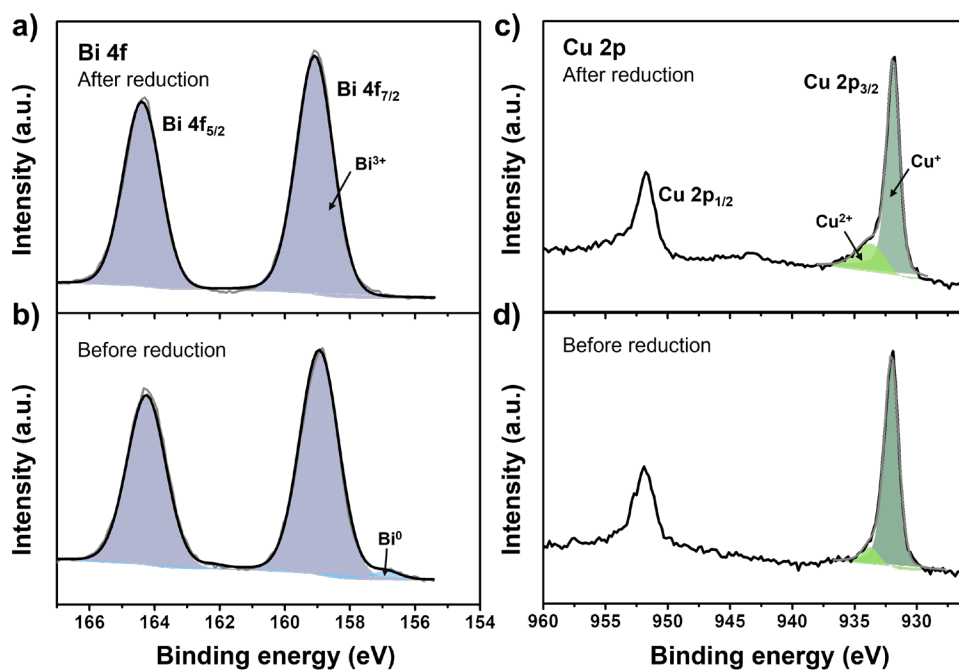 a)
Bi 4f
After reduction
Bi 4f5/2
Bi 4f7/2
Bi3+
Intensity (a.u.)
b)
Before reduction
Bi0
Intensity (a.u.)
166 164 162 160 158 156 154
Binding energy (eV)
c)
Cu 2p
After reduction
Cu 2p3/2
Cu 2p1/2
Cu2+
Cu+
Intensity (a.u.)
d)
Before reduction
Intensity (a.u.)
960 955 950 945 940 935 930
Binding energy (eV)